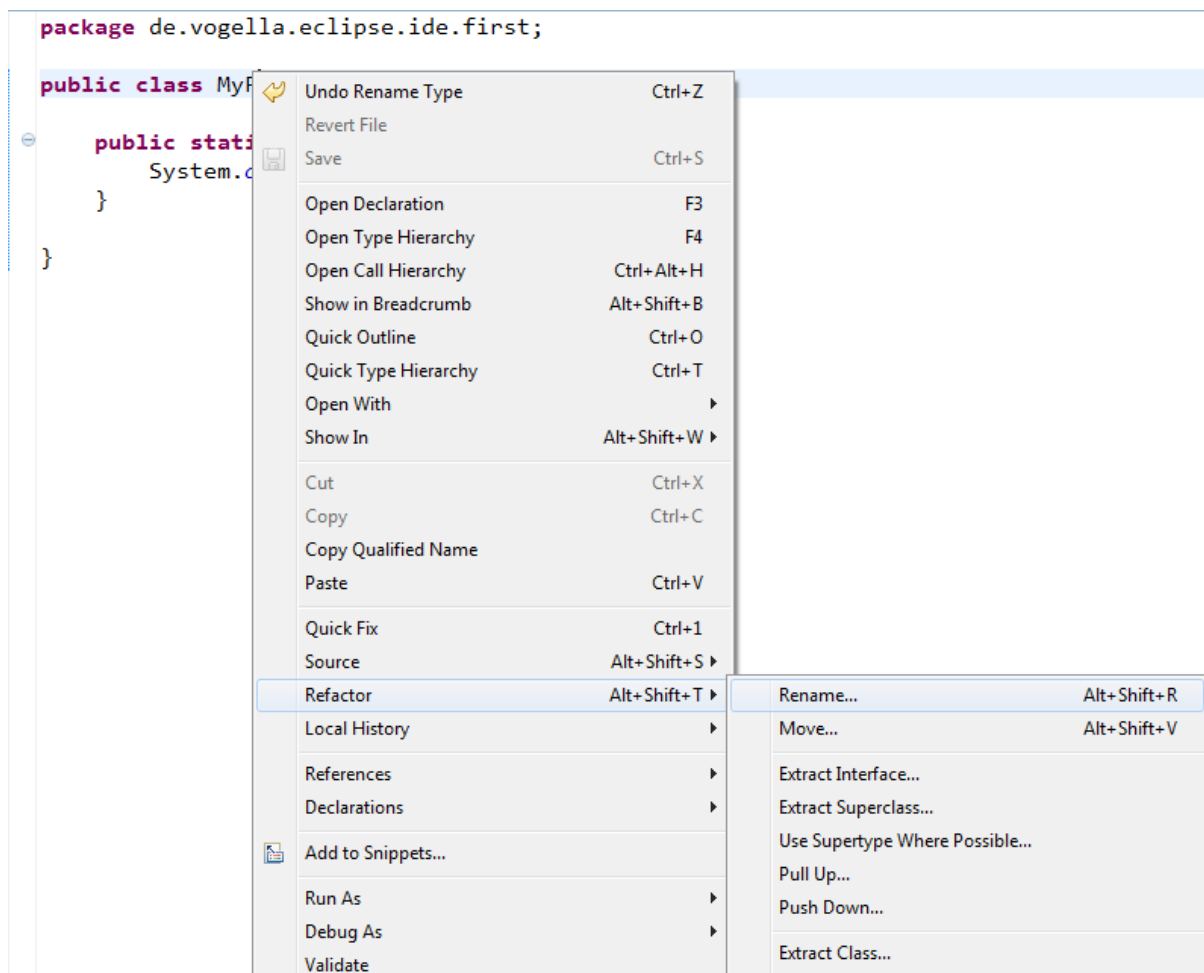 package de.vogella.eclipse.ide.first;
public class MyF
public stati
System.
}
}
Undo Rename Type Ctrl+Z
Revert File
Save Ctrl+S
Open Declaration F3
Open Type Hierarchy F4
Open Call Hierarchy Ctrl+Alt+H
Show in Breadcrumb Alt+Shift+B
Quick Outline Ctrl+O
Quick Type Hierarchy Ctrl+T
Open With
Show In Alt+Shift+W
Cut Ctrl+X
Copy Ctrl+C
Copy Qualified Name
Paste Ctrl+V
Quick Fix Ctrl+1
Source Alt+Shift+S
Refactor Alt+Shift+T
Local History
References
Declarations
Add to Snippets...
Run As
Debug As
Validate
Rename... Alt+Shift+R
Move... Alt+Shift+V
Extract Interface...
Extract Superclass...
Use Supertype Where Possible...
Pull Up...
Push Down...
Extract Class...